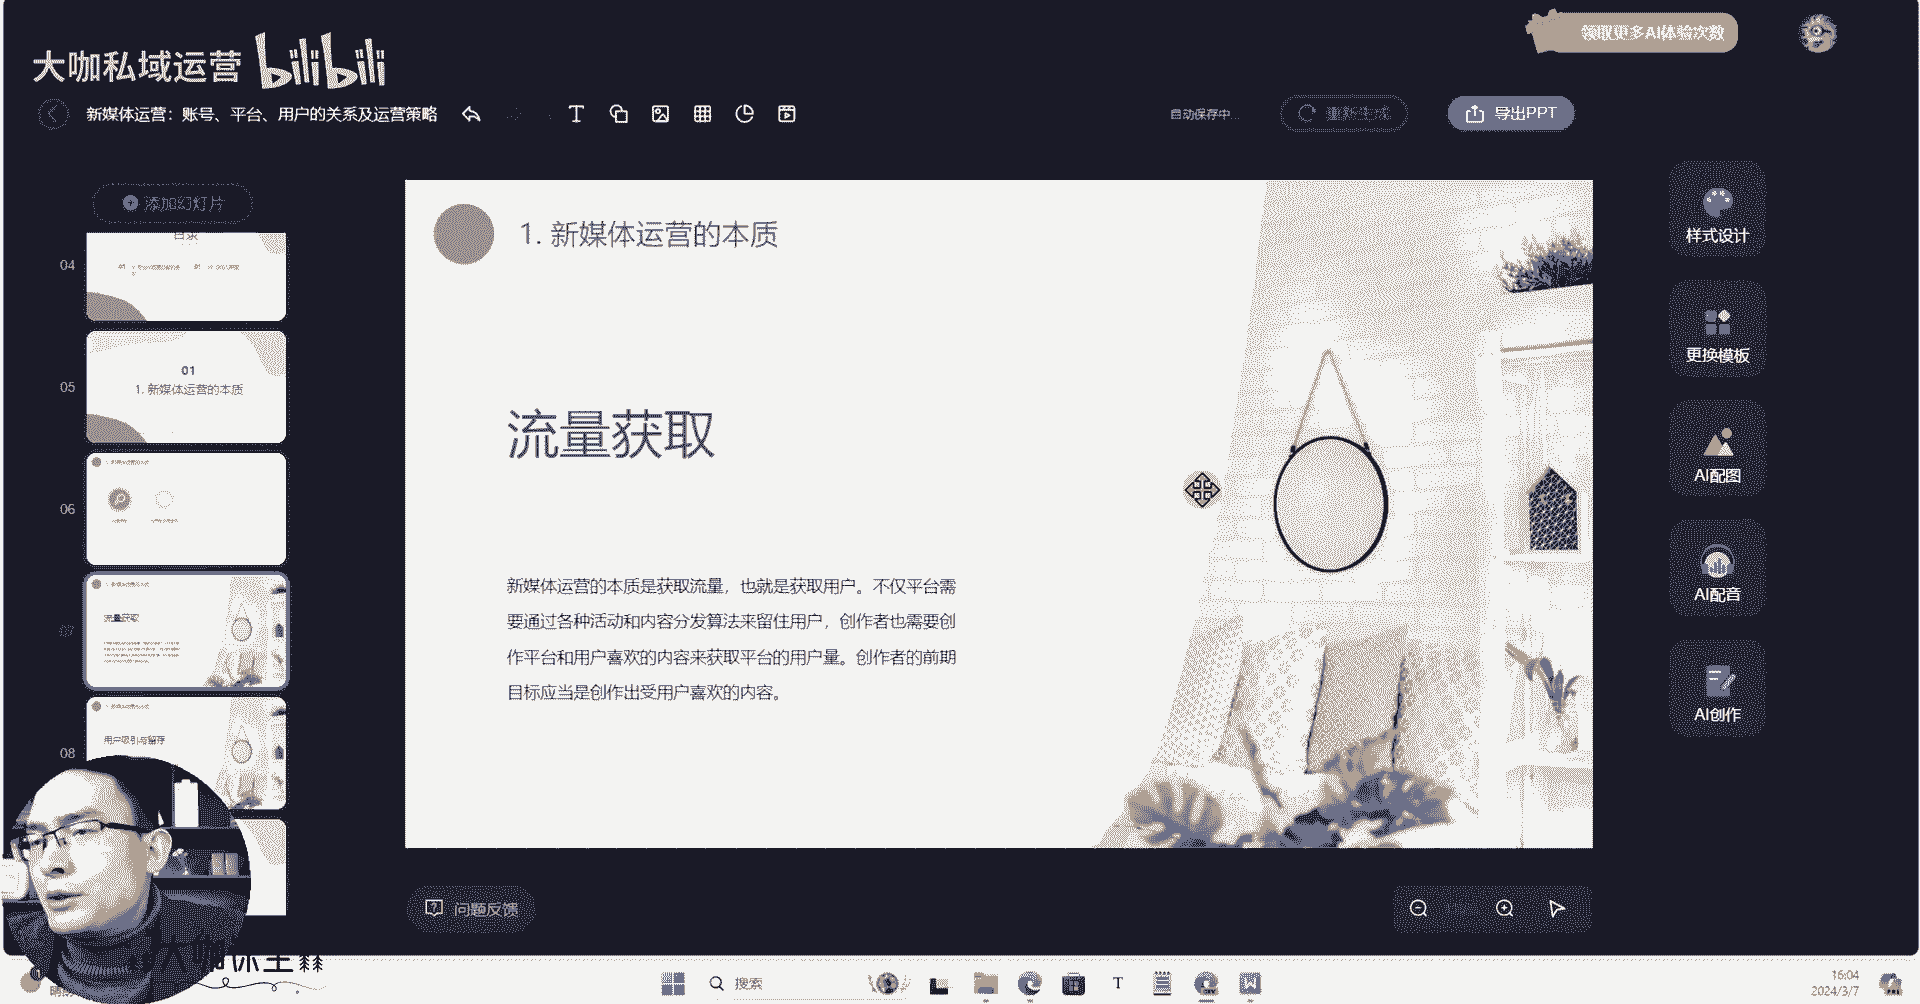 大咖私域运营 bilibili
领取更多AI体验次数
新媒体运营：账号、平台、用户的关系及运营策略
自动保存中...
重新生成
导出PPT
添加幻灯片
04
目录
05
01
1. 新媒体运营的本质
06
07
流量获取
08
用户吸引与留存
1. 新媒体运营的本质
流量获取
新媒体运营的本质是获取流量，也就是获取用户。不仅平台需
要通过各种活动和内容分发算法来留住用户，创作者也需要创
作平台和用户喜欢的内容来获取平台的用户量。创作者的前期
目标应当是创作出受用户喜欢的内容。
样式设计
更换模板
AI配图
AI配音
AI创作
问题反馈
搜索
16:04
2024/3/7